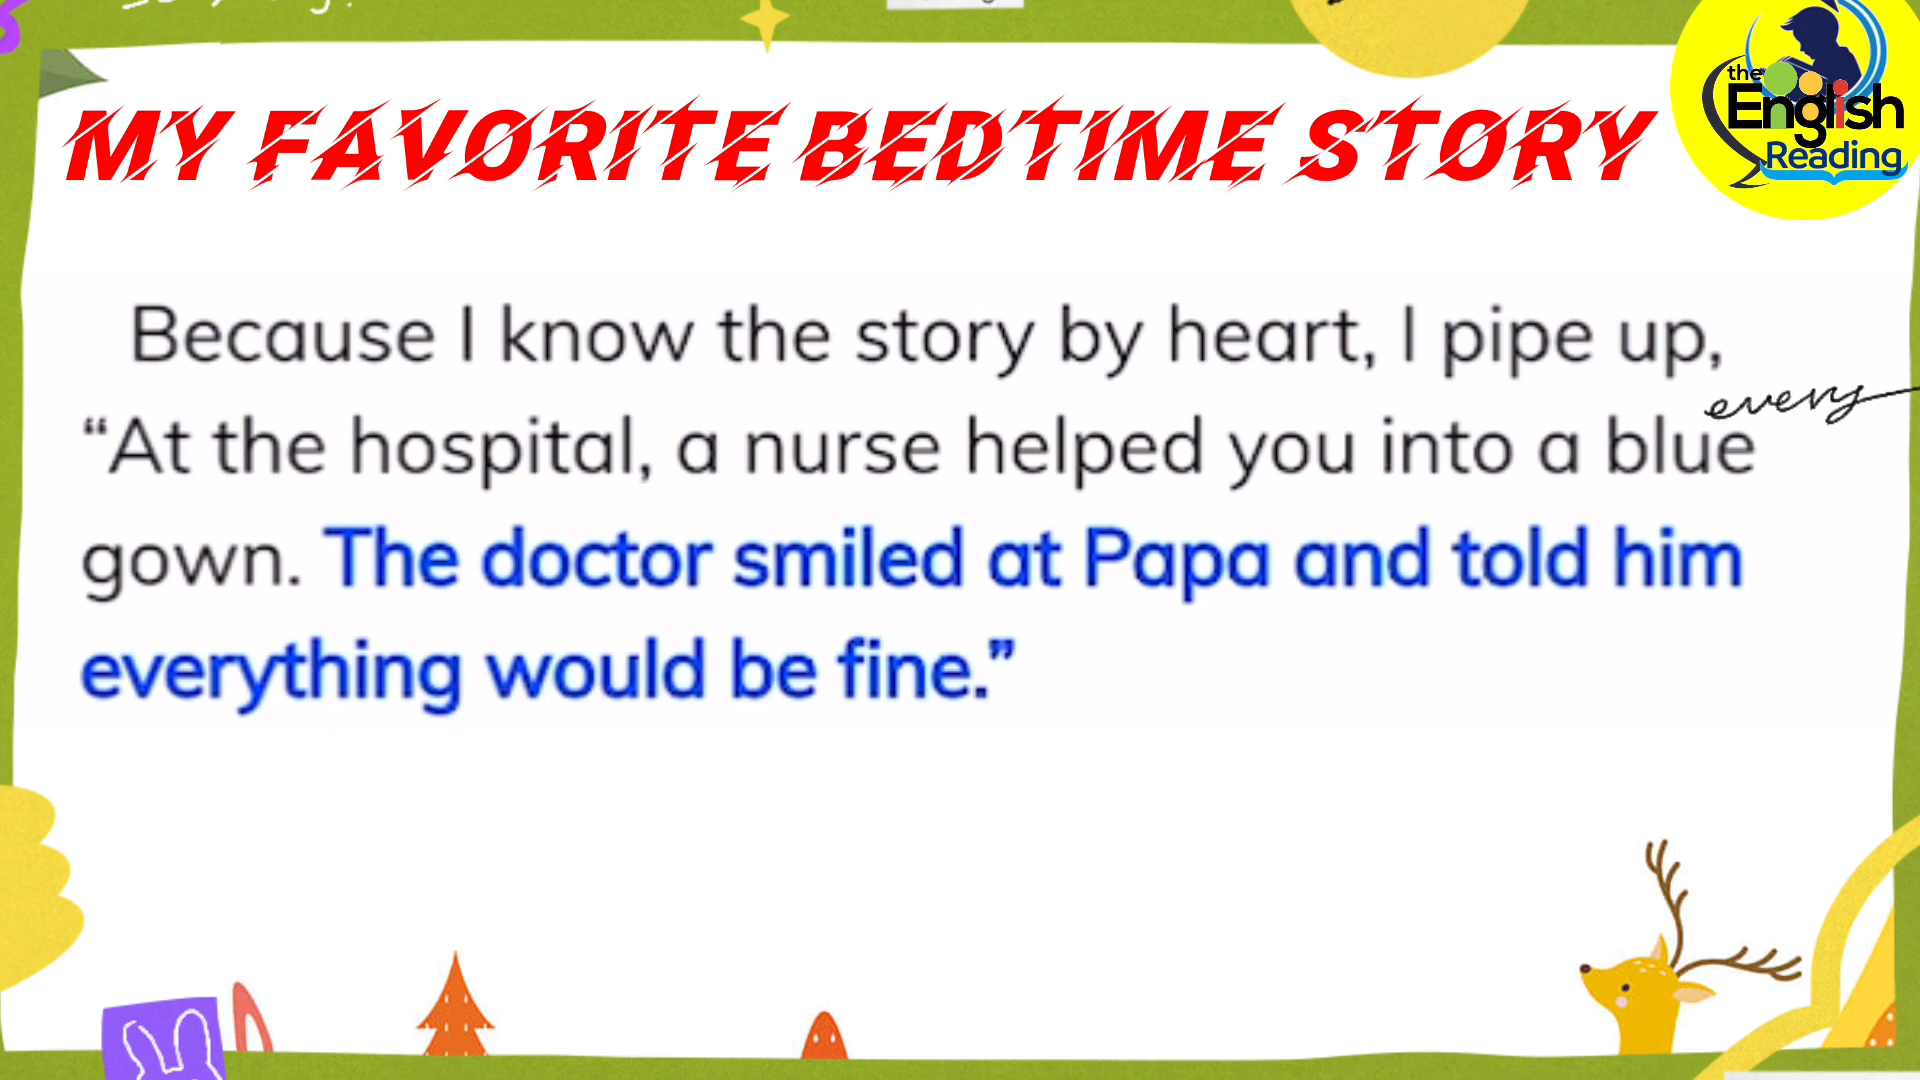 MY FAVORITE BEDTIME STORY
the
English
Reading
Because I know the story by heart, I pipe up,
every
“At the hospital, a nurse helped you into a blue
gown. The doctor smiled at Papa and told him
everything would be fine.”